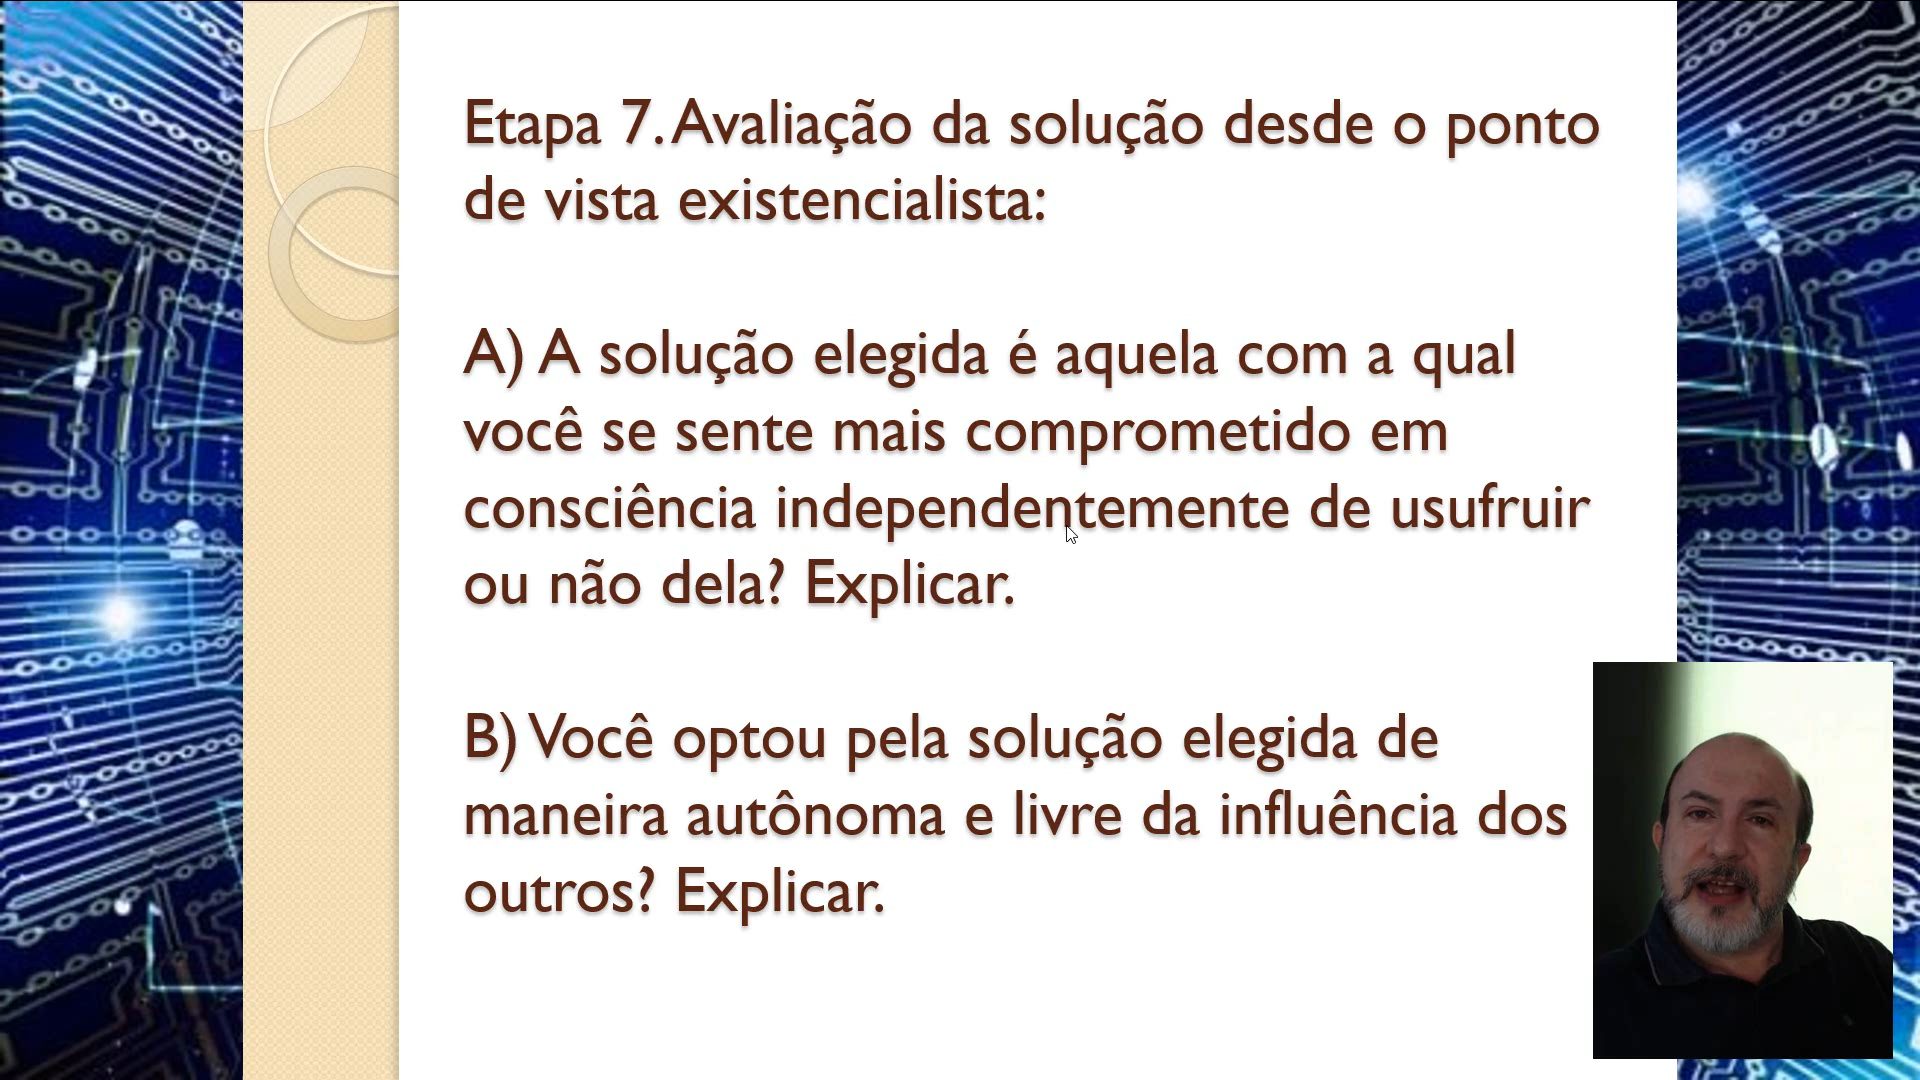 Etapa 7. Avaliação da solução desde o ponto
de vista existencialista:
A) A solução elegida é aquela com a qual
você se sente mais comprometido em
consciência independentemente de usufruir
ou não dela? Explicar.
B) Você optou pela solução elegida de
maneira autônoma e livre da influência dos
outros? Explicar.